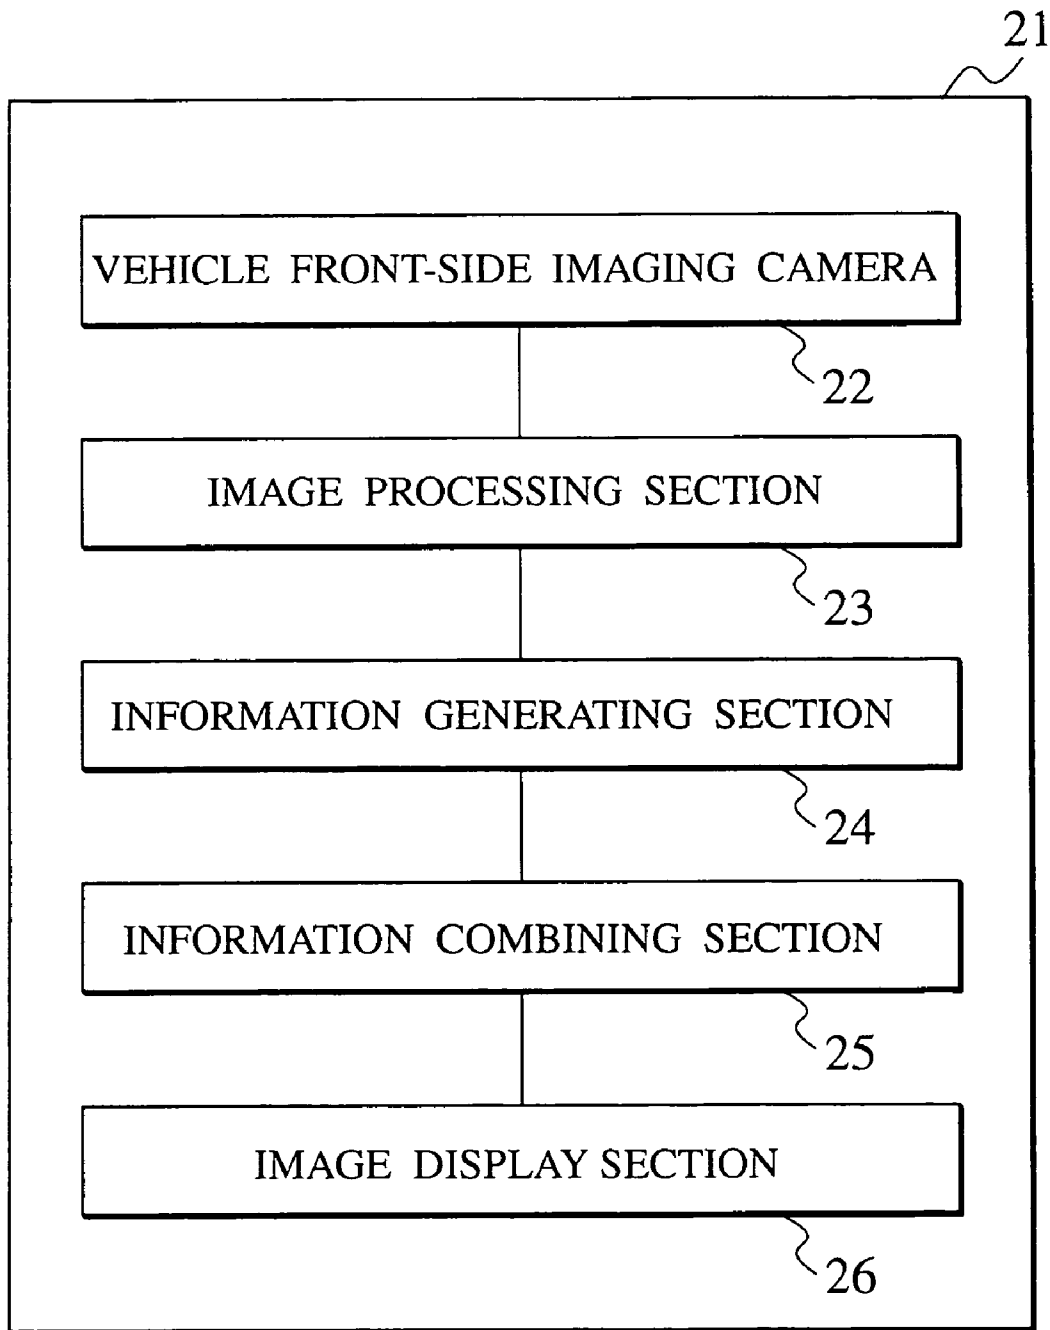 21
VEHICLE FRONT-SIDE IMAGING CAMERA
22
IMAGE PROCESSING SECTION
23
INFORMATION GENERATING SECTION
24
INFORMATION COMBINING SECTION
25
IMAGE DISPLAY SECTION
26